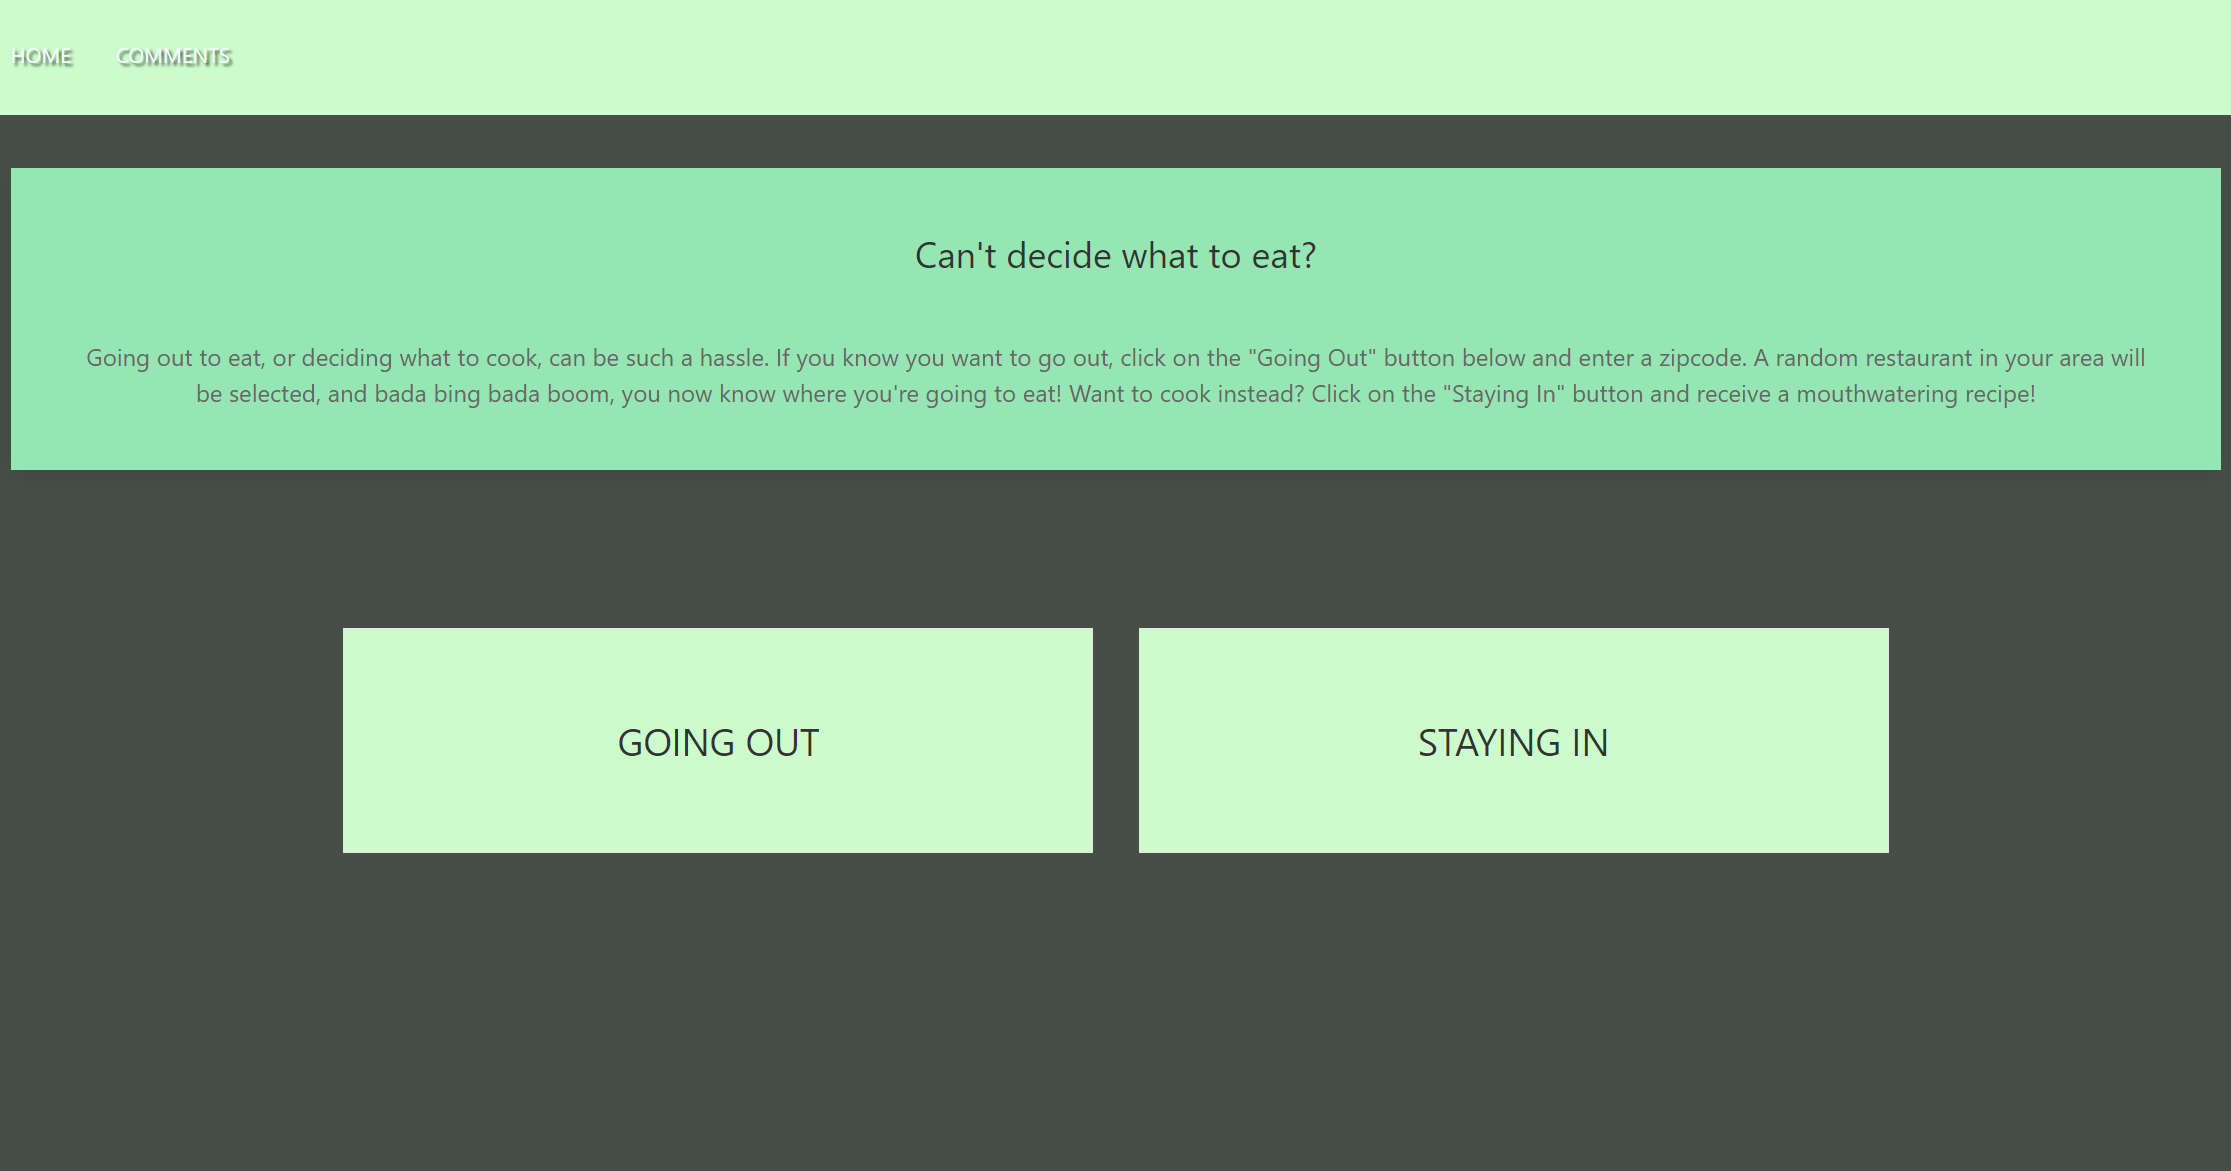 HOME COMMENTS
Can't decide what to eat?
Going out to eat, or deciding what to cook, can be such a hassle. If you know you want to go out, click on the "Going Out" button below and enter a zipcode. A random restaurant in your area will
be selected, and bada bing bada boom, you now know where you're going to eat! Want to cook instead? Click on the "Staying In" button and receive a mouthwatering recipe!
GOING OUT STAYING IN